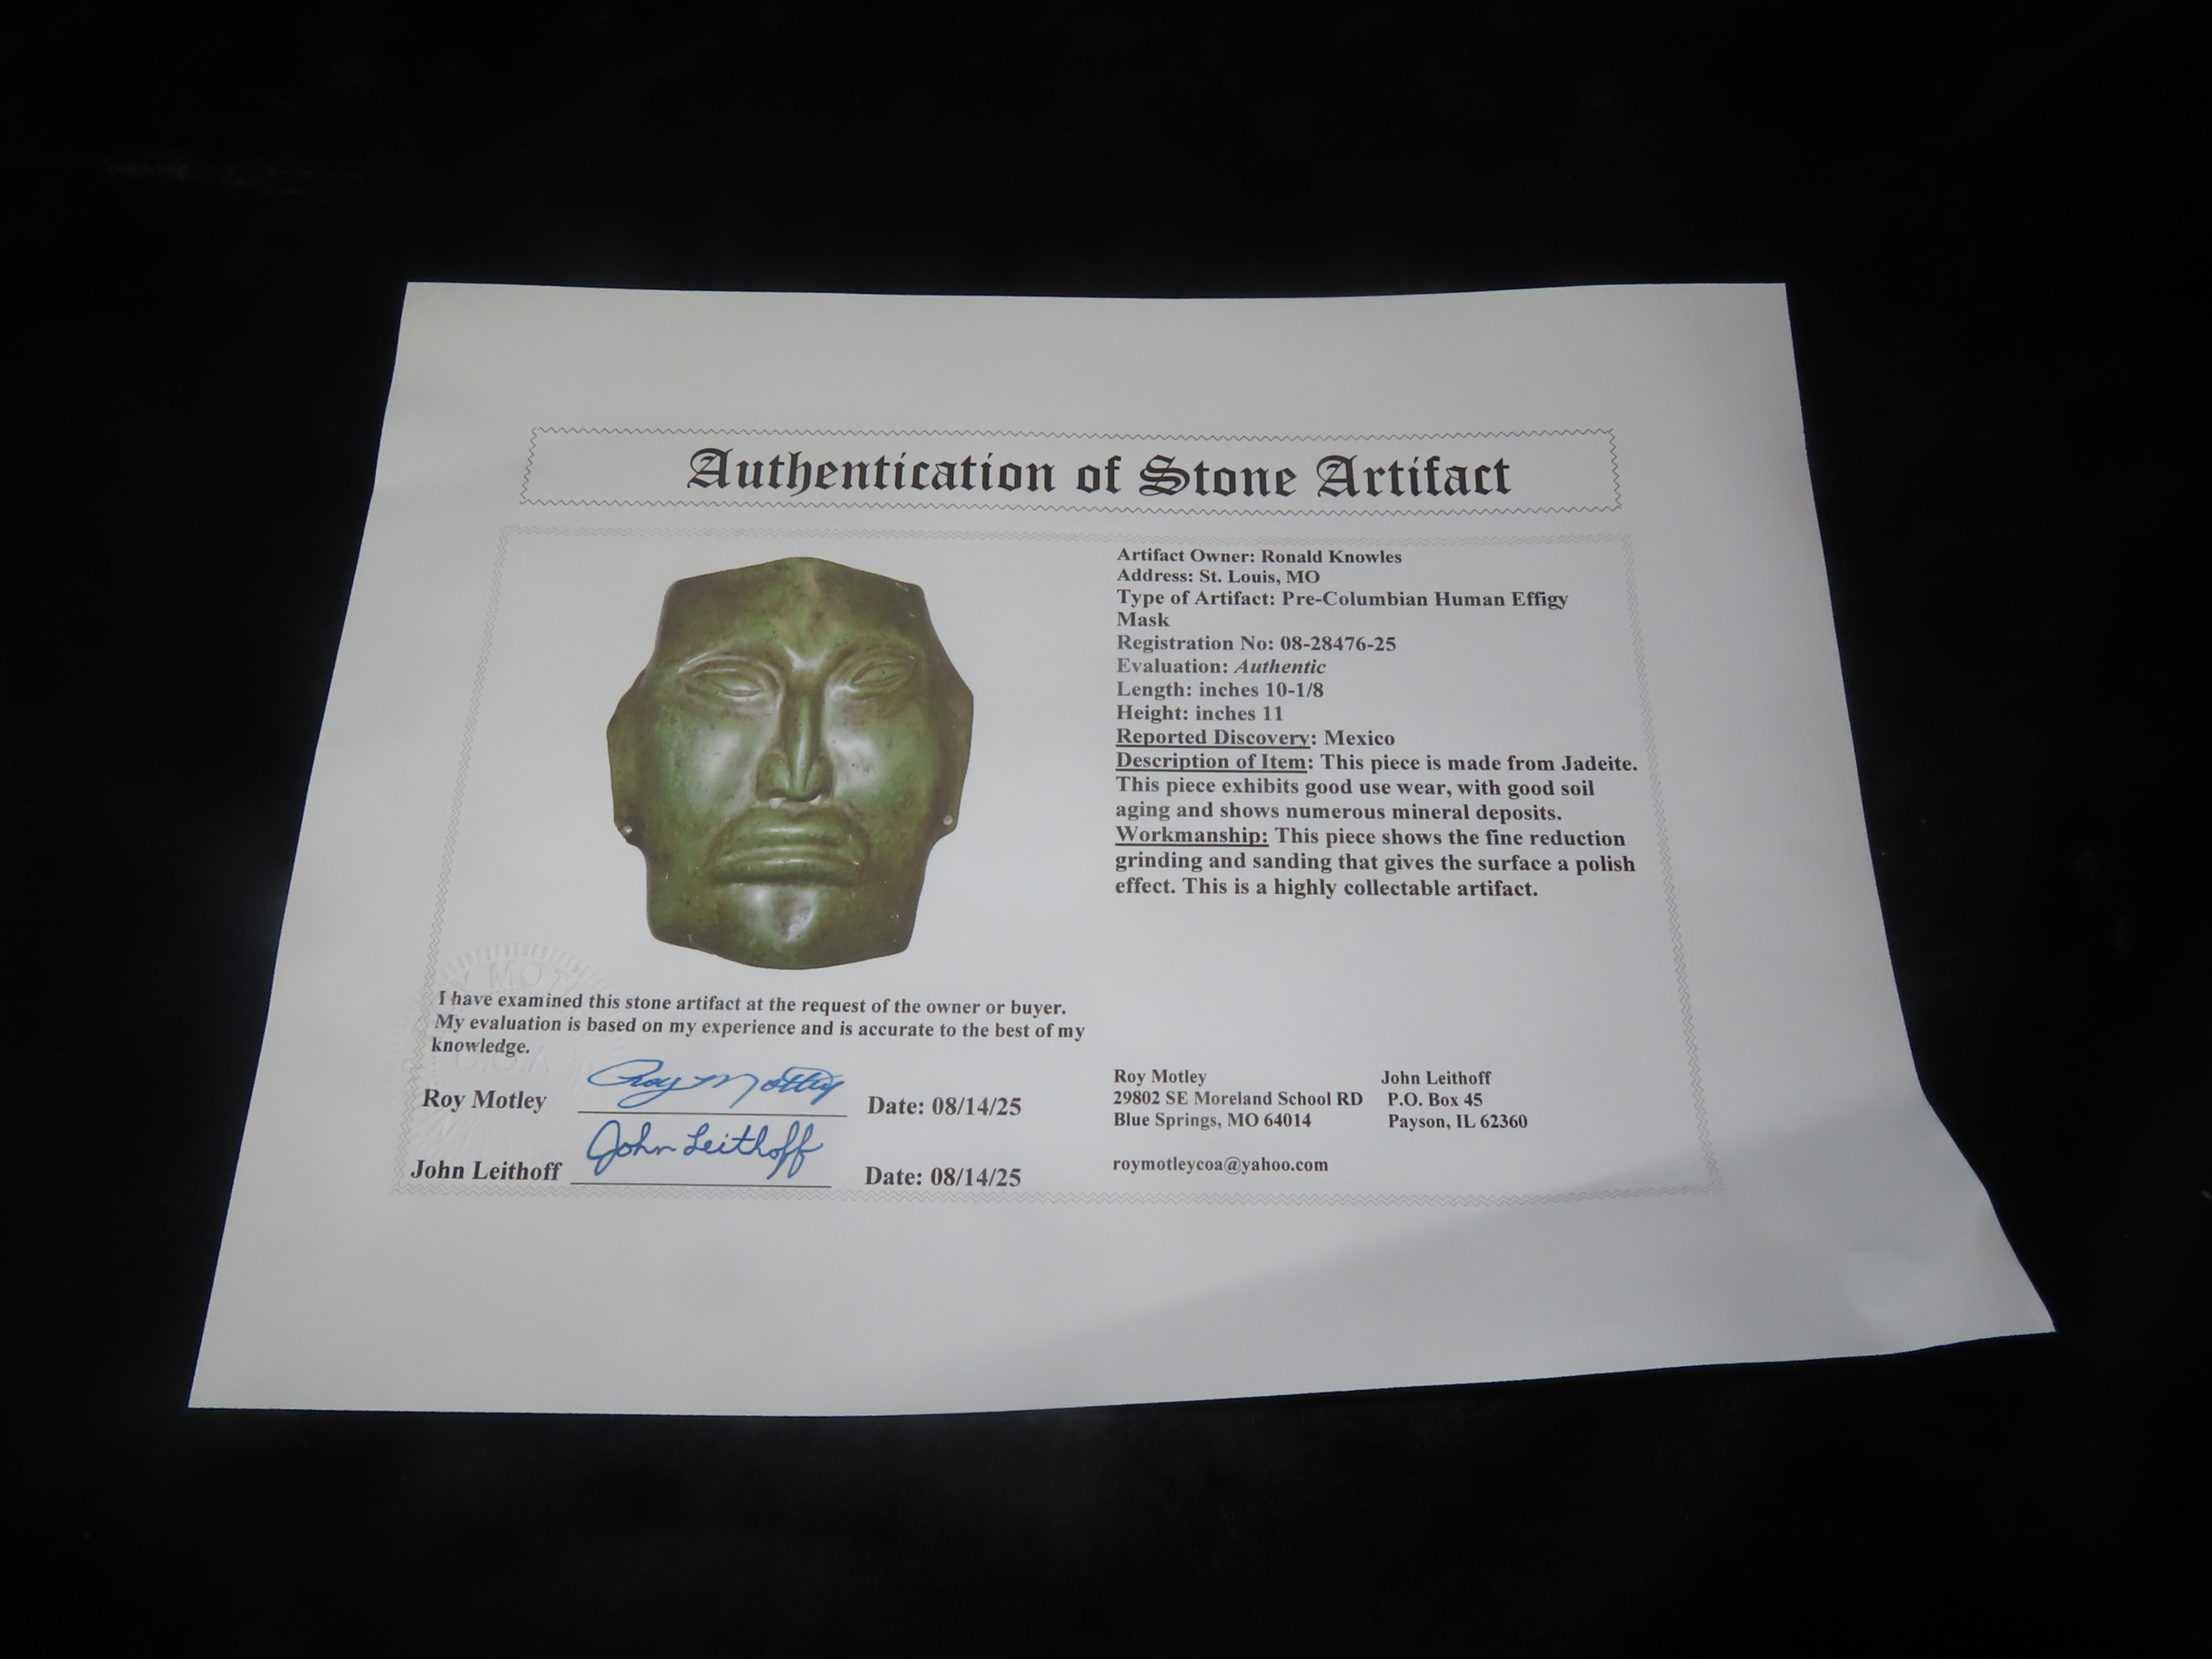 Authentication of Stone Artifact
Artifact Owner: Ronald Knowles
Address: St. Louis, MO
Type of Artifact: Pre-Columbian Human Effigy
Mask
Registration No: 08-28476-25
Evaluation: Authentic
Length: inches 10-1/8
Height: inches 11
Reported Discovery: Mexico
Description of Item: This piece is made from Jadeite.
This piece exhibits good use wear, with good soil
aging and shows numerous mineral deposits.
Workmanship: This piece shows the fine reduction
grinding and sanding that gives the surface a polish
effect. This is a highly collectable artifact.
I have examined this stone artifact at the request of the owner or buyer.
My evaluation is based on my experience and is accurate to the best of my
knowledge.
Roy Motley Roy Motley Date: 08/14/25
John Leithoff John Leithoff Date: 08/14/25
Roy Motley
29802 SE Moreland School RD
Blue Springs, MO 64014
roymotleycoa@yahoo.com
John Leithoff
P.O. Box 45
Payson, IL 62360